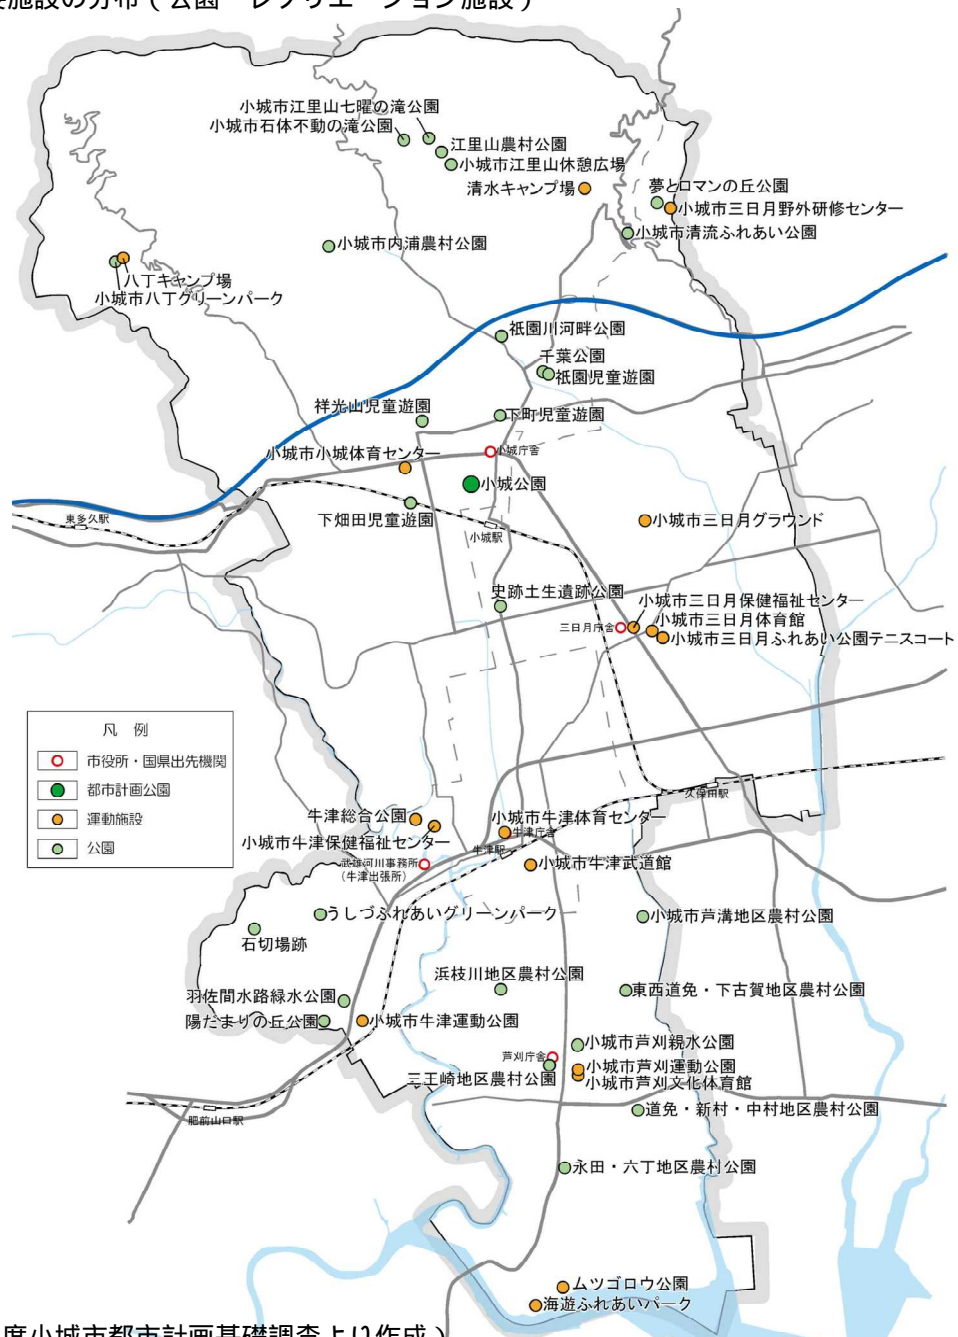 施設の分布(公園・レクリエーション施設)
小城市江里山七曜の滝公園
小城市石体不動の滝公園
江里山農村公園
小城市江里山休憩広場
清水キャンプ場
夢とロマンの丘公園
小城市三日月野外研修センター
小城市清流ふれあい公園
小城市内浦農村公園
八丁キャンプ場
小城市八丁グリーンパーク
祇園川河畔公園
千葉公園
祇園児童遊園
祥光山児童遊園
下町児童遊園
小城庁舎
小城市小城体育センター
小城公園
下畑田児童遊園
東多久駅
小城駅
小城市三日月グラウンド
史跡土生遺跡公園
小城市三日月保健福祉センター
三日月庁舎
小城市三日月体育館
小城市三日月ふれあい公園テニスコート
凡 例
市役所・国県出先機関
都市計画公園
運動施設
公園
久保田駅
牛津総合公園
小城市牛津体育センター
牛津庁舎
小城市牛津保健福祉センター
牛津駅
武雄河川事務所
(牛津出張所)
小城市牛津武道館
うしづふれあいグリーンパーク
小城市芦溝地区農村公園
石切場跡
浜枝川地区農村公園
東西道免・下古賀地区農村公園
羽佐間水路緑水公園
陽だまりの丘公園
小城市牛津運動公園
小城市芦刈親水公園
芦刈庁舎
小城市芦刈運動公園
三王崎地区農村公園
小城市芦刈文化体育館
肥前山口駅
道免・新村・中村地区農村公園
永田・六丁地区農村公園
ムツゴロウ公園
海遊ふれあいパーク
度小城市都市計画基礎調査より作成)